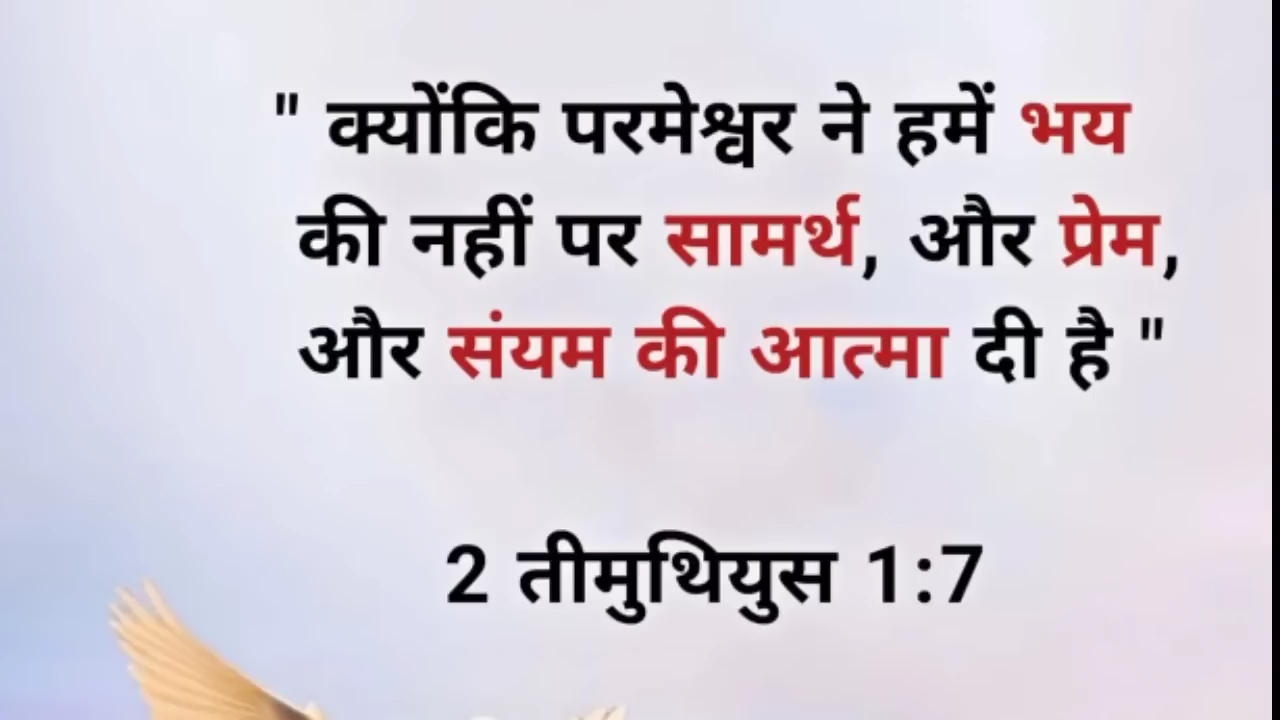 " क्योंकि परमेश्वर ने हमें भय
की नहीं पर सामर्थ, और प्रेम,
और संयम की आत्मा दी है "
2 तीमुथियुस 1:7